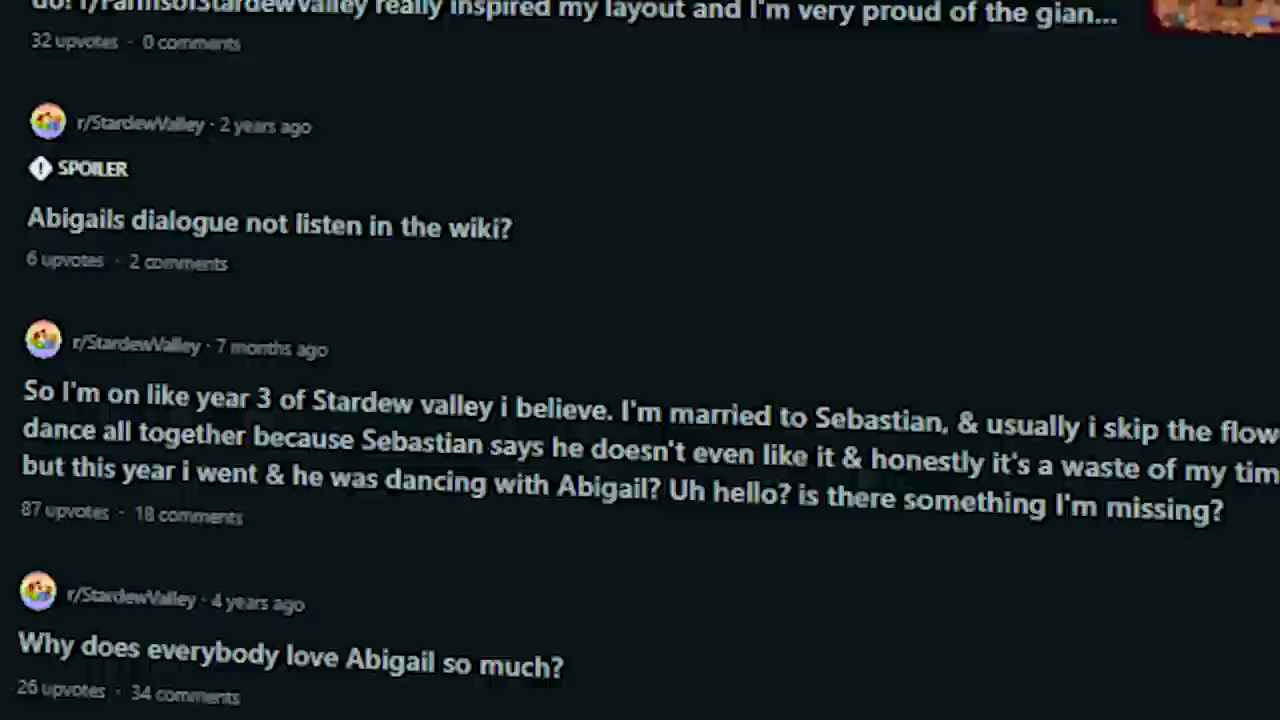 do! r/FarmsofStardewValley really inspired my layout and I'm very proud of the gian...
32 upvotes · 0 comments
r/StardewValley · 2 years ago
SPOILER
Abigails dialogue not listen in the wiki?
6 upvotes · 2 comments
r/StardewValley · 7 months ago
So I'm on like year 3 of Stardew valley i believe. I'm married to Sebastian, & usually i skip the flow
dance all together because Sebastian says he doesn't even like it & honestly it's a waste of my tim
but this year i went & he was dancing with Abigail? Uh hello? is there something I'm missing?
87 upvotes · 18 comments
r/StardewValley · 4 years ago
Why does everybody love Abigail so much?
26 upvotes · 34 comments